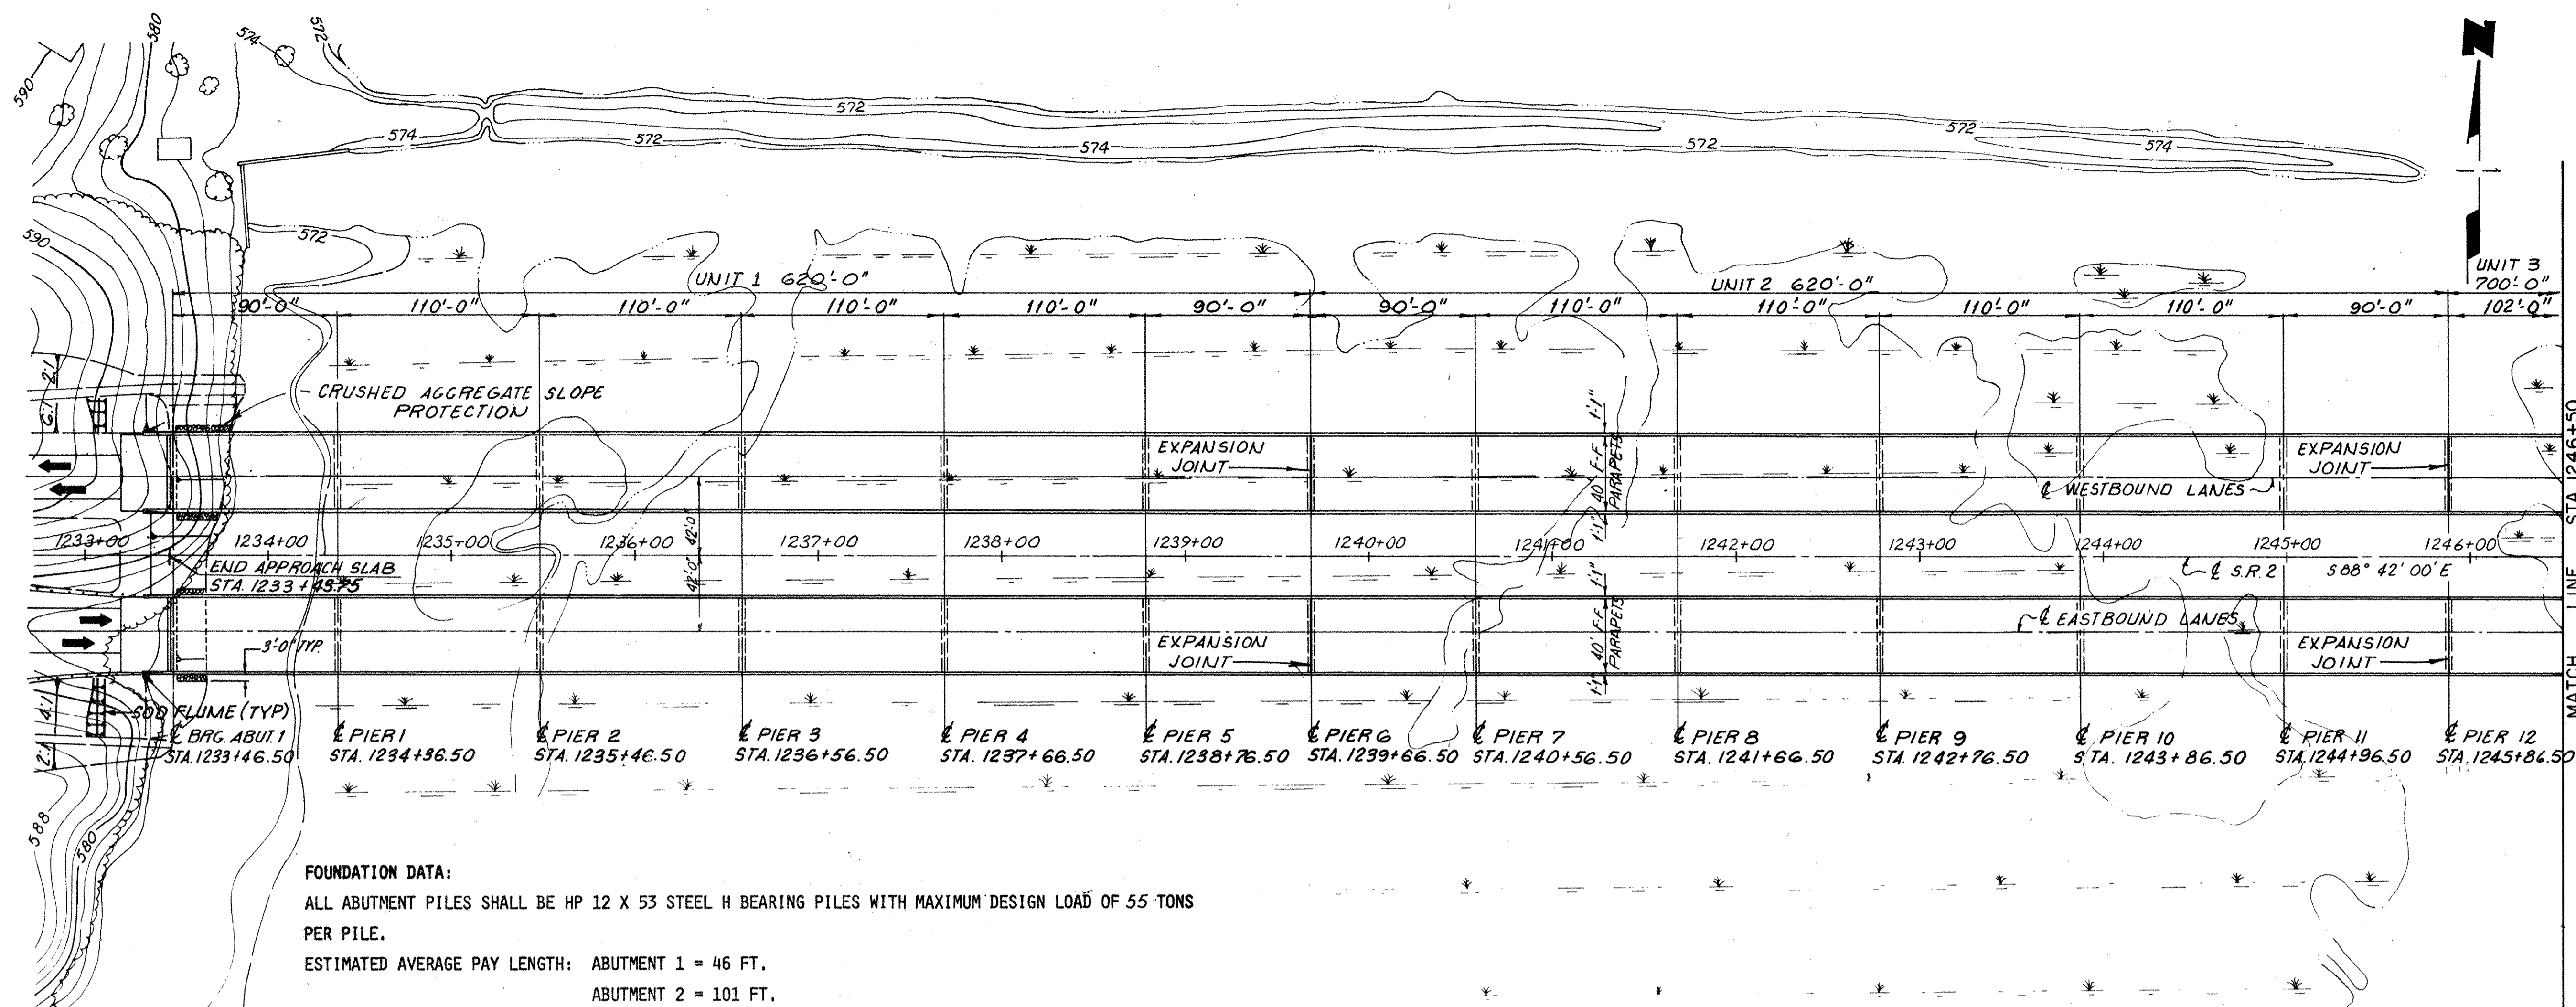 580
574
572
590
N
572
574
572
574
572
572
574
590
572
UNIT 1 620'-0"
UNIT 2 620'-0"
UNIT 3
700'-0"
90'-0"
110'-0"
110'-0"
110'-0"
110'-0"
90'-0"
90'-0"
110'-0"
110'-0"
110'-0"
110'-0"
90'-0"
102'-0"
2:1
6:1
CRUSHED AGGREGATE SLOPE
PROTECTION
1'-1"
40' F-F
PARAPETS
1'-1"
EXPANSION
JOINT
EXPANSION
JOINT
℄ WESTBOUND LANES
MATCH LINE STA 1246+50
42'-0"
42'-0"
1233+00
1234+00
1235+00
1236+00
1237+00
1238+00
1239+00
1240+00
1241+00
1242+00
1243+00
1244+00
1245+00
1246+00
END APPROACH SLAB
STA. 1233+43.75
℄ S.R. 2
S88° 42' 00"E
1'-1"
40' F-F
PARAPETS
1'-1"
℄ EASTBOUND LANES
3'-0" TYP.
EXPANSION
JOINT
EXPANSION
JOINT
4:1
2:1
SOD FLUME (TYP)
℄ BRG. ABUT. 1
STA. 1233+46.50
℄ PIER 1
STA. 1234+36.50
℄ PIER 2
STA. 1235+46.50
℄ PIER 3
STA. 1236+56.50
℄ PIER 4
STA. 1237+66.50
℄ PIER 5
STA. 1238+76.50
℄ PIER 6
STA. 1239+66.50
℄ PIER 7
STA. 1240+56.50
℄ PIER 8
STA. 1241+66.50
℄ PIER 9
STA. 1242+76.50
℄ PIER 10
STA. 1243+86.50
℄ PIER 11
STA. 1244+96.50
℄ PIER 12
STA. 1245+86.50
588
580
FOUNDATION DATA:
ALL ABUTMENT PILES SHALL BE HP 12 X 53 STEEL H BEARING PILES WITH MAXIMUM DESIGN LOAD OF 55 TONS
PER PILE.
ESTIMATED AVERAGE PAY LENGTH: ABUTMENT 1 = 46 FT.
ABUTMENT 2 = 101 FT.